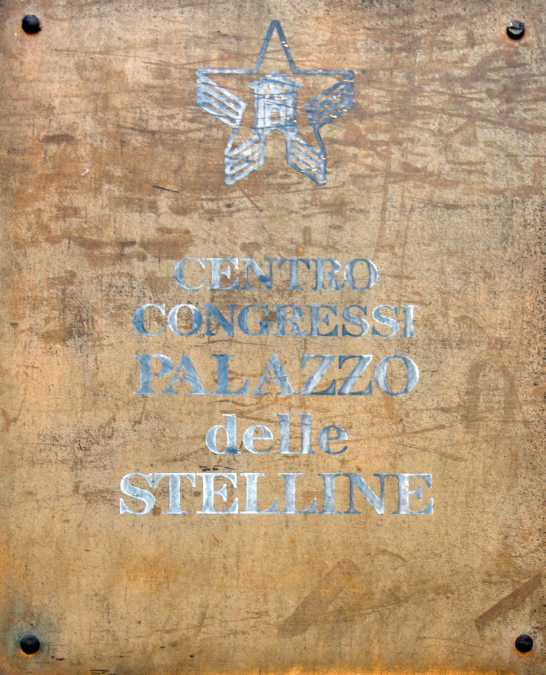 CENTRO
CONGRESSI
PALAZZO
delle
STELLINE